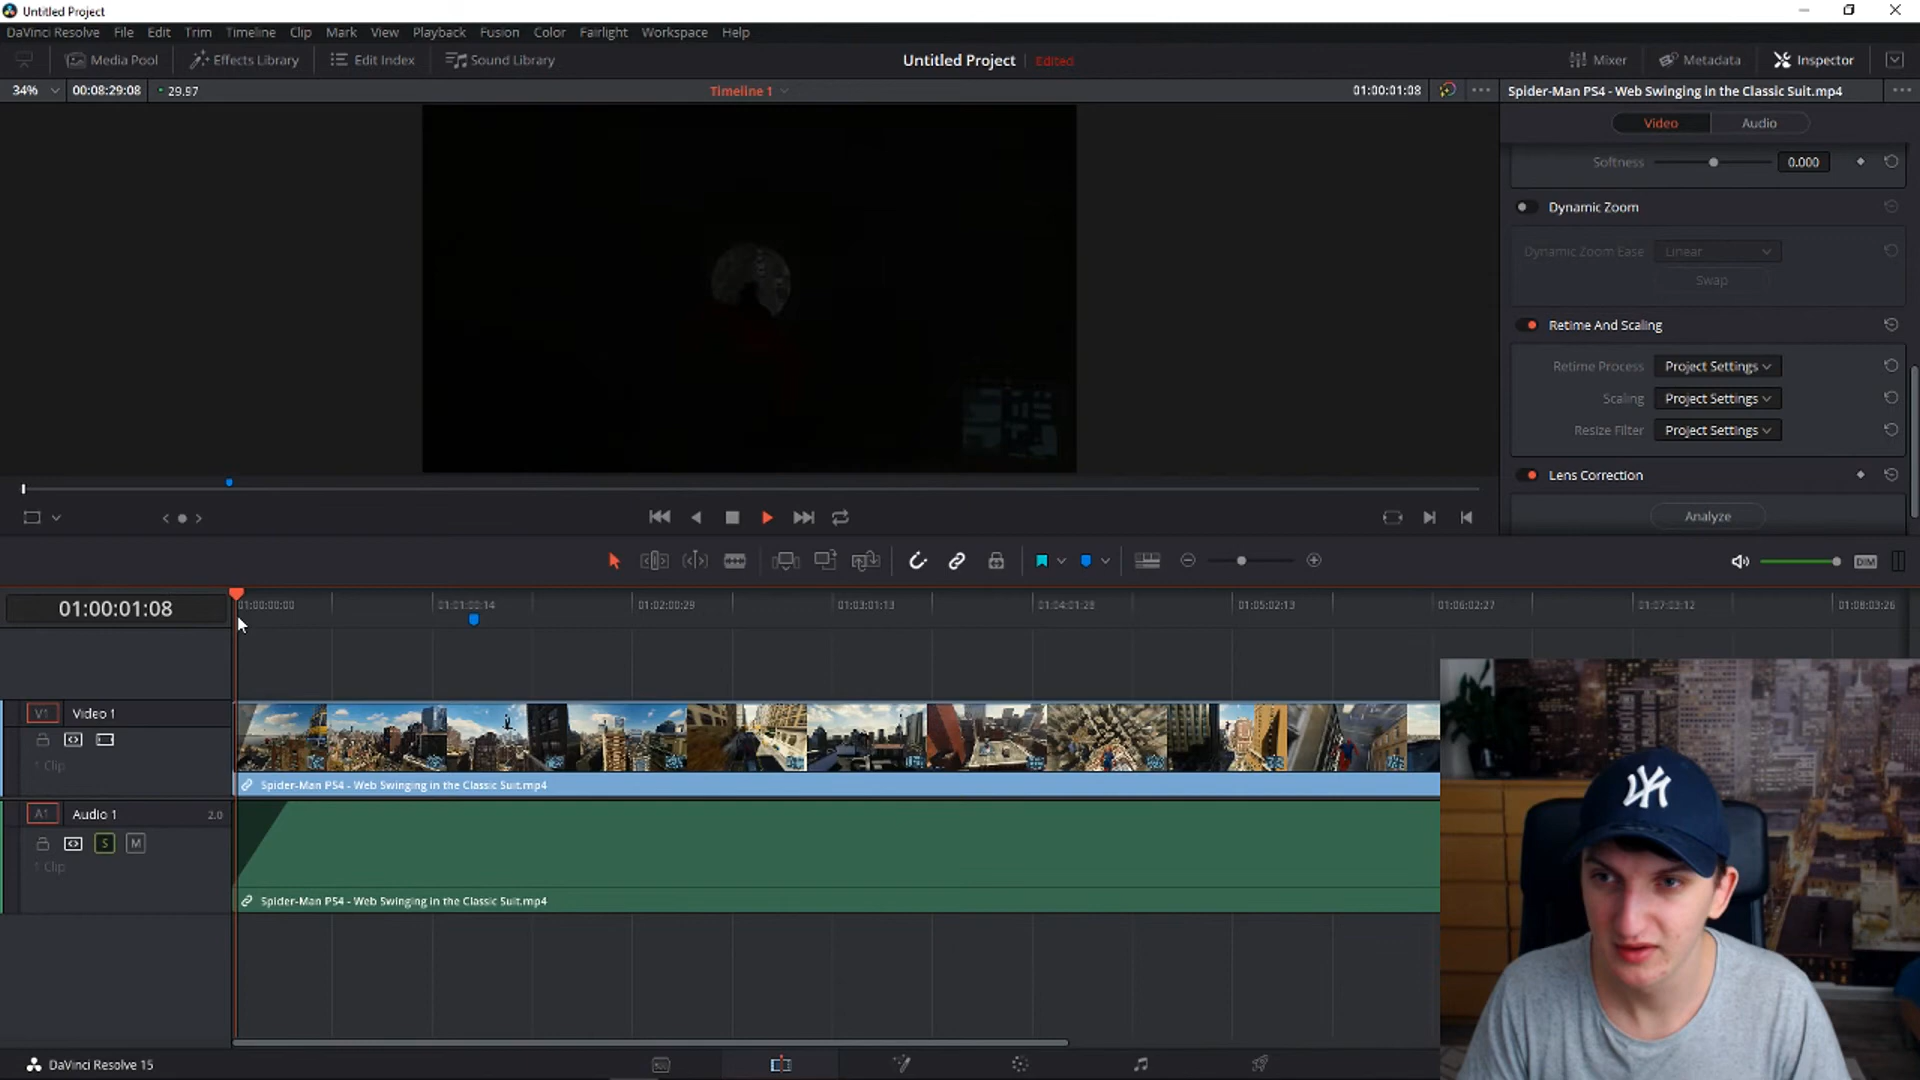 Untitled Project
DaVinci Resolve File Edit Trim Timeline Clip Mark View Playback Fusion Color Fairlight Workspace Help
Media Pool Effects Library Edit Index Sound Library Untitled Project Edited Mixer Metadata Inspector
34% 00:08:29:08 29.97 Timeline 1 01:00:01:08 Spider-Man PS4 - Web Swinging in the Classic Suit.mp4
Video Audio
Softness 0.000
Dynamic Zoom
Dynamic Zoom Ease Linear
Swap
Retime And Scaling
Retime Process Project Settings
Scaling Project Settings
Resize Filter Project Settings
Lens Correction
Analyze
DIM
01:00:01:08 01:00:00:00 01:01:00:14 01:02:00:29 01:03:01:13 01:04:01:28 01:05:02:13 01:06:02:27 01:07:03:12 01:08:03:26
V1 Video 1
1 Clip
Spider-Man PS4 - Web Swinging in the Classic Suit.mp4
A1 Audio 1 2.0
S M
1 Clip
Spider-Man PS4 - Web Swinging in the Classic Suit.mp4
NY
DaVinci Resolve 15